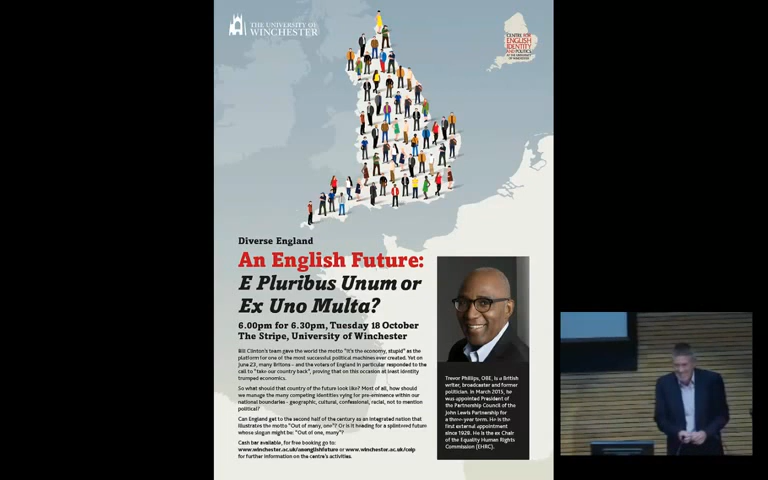 THE UNIVERSITY OF
WINCHESTER
CENTRE FOR
ENGLISH
IDENTITY
AND POLITICS
AT THE UNIVERSITY
OF WINCHESTER
Diverse England
An English Future:
E Pluribus Unum or
Ex Uno Multa?
6.00pm for 6.30pm, Tuesday 18 October
The Stripe, University of Winchester
Bill Clinton's team gave the world the motto "it's the economy, stupid" as the
platform for one of the most successful political machines ever created. Yet on
June 23, many Britons – and the voters of England in particular responded to the
call to "take our country back", proving that on this occasion at least identity
trumped economics.
So what should that country of the future look like? Most of all, how should
we manage the many competing identities vying for pre-eminence within our
national boundaries - geographic, cultural, confessional, racial, not to mention
political?
Can England get to the second half of the century as an integrated nation that
illustrates the motto "Out of many, one"? Or is it heading for a splintered future
whose slogan might be: "Out of one, many"?
Cash bar available, for free booking go to:
www.winchester.ac.uk/anenglishfuture or www.winchester.ac.uk/ceip
for further information on the centre's activities.
Trevor Phillips, OBE, is a British
writer, broadcaster and former
politician. In March 2015, he
was appointed President of
the Partnership Council of the
John Lewis Partnership for
a three-year term. He is the
first external appointment
since 1928. He is the ex Chair
of the Equality Human Rights
Commission (EHRC).